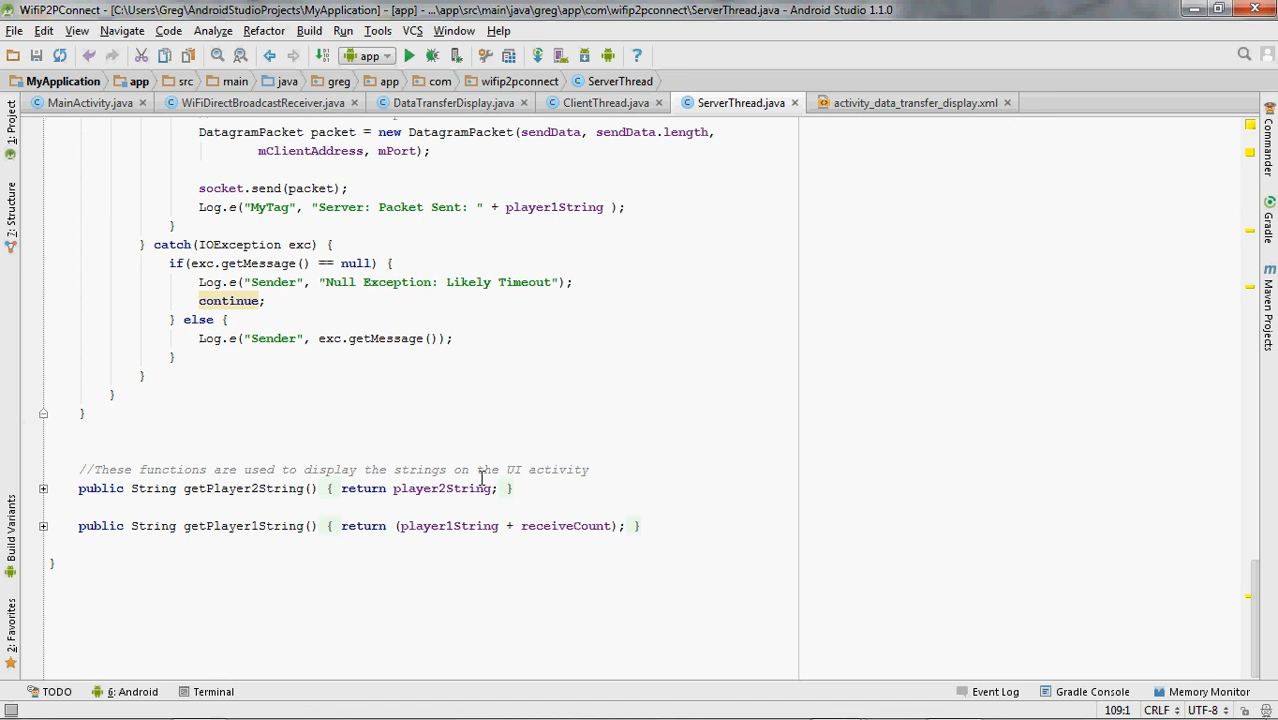 WifiP2PConnect - [C:\Users\Greg\AndroidStudioProjects\MyApplication] - [app] - ...\app\src\main\java\greg\app\com\wifip2pconnect\ServerThread.java - Android Studio 1.1.0
File Edit View Navigate Code Analyze Refactor Build Run Tools VCS Window Help
app
MyApplication app src main java greg app com wifip2pconnect ServerThread
MainActivity.java WiFiDirectBroadcastReceiver.java DataTransferDisplay.java ClientThread.java ServerThread.java activity_data_transfer_display.xml
1: Project
7: Structure
Build Variants
2: Favorites
DatagramPacket packet = new DatagramPacket(sendData, sendData.length,
mClientAddress, mPort);
socket.send(packet);
Log.e("MyTag", "Server: Packet Sent: " + player1String );
}
} catch(IOException exc) {
if(exc.getMessage() == null) {
Log.e("Sender", "Null Exception: Likely Timeout");
continue;
} else {
Log.e("Sender", exc.getMessage());
}
}
}
}
//These functions are used to display the strings on the UI activity
public String getPlayer2String() { return player2String; }
public String getPlayer1String() { return (player1String + receiveCount); }
}
Commander
Gradle
m
Maven Projects
TODO 6: Android Terminal Event Log Gradle Console Memory Monitor
109:1 CRLF UTF-8